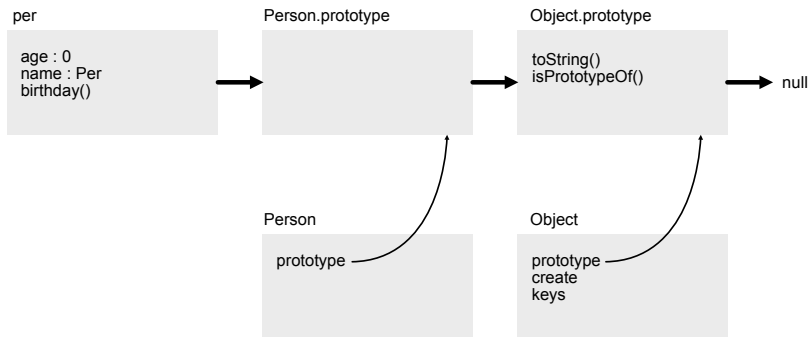 per
Person.prototype
Object.prototype
age : 0
name : Per
birthday()
toString()
isPrototypeOf()
null
Person
Object
prototype
prototype
create
keys